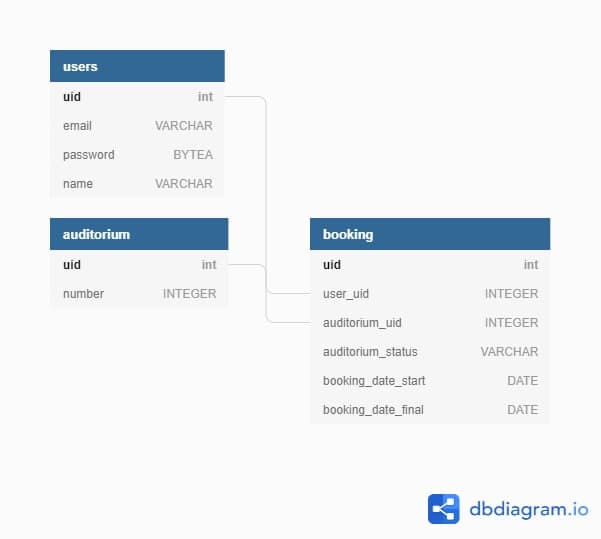 users
uid int
email VARCHAR
password BYTEA
name VARCHAR
auditorium
uid int
number INTEGER
booking
uid int
user_uid INTEGER
auditorium_uid INTEGER
auditorium_status VARCHAR
booking_date_start DATE
booking_date_final DATE
dbdiagram.io